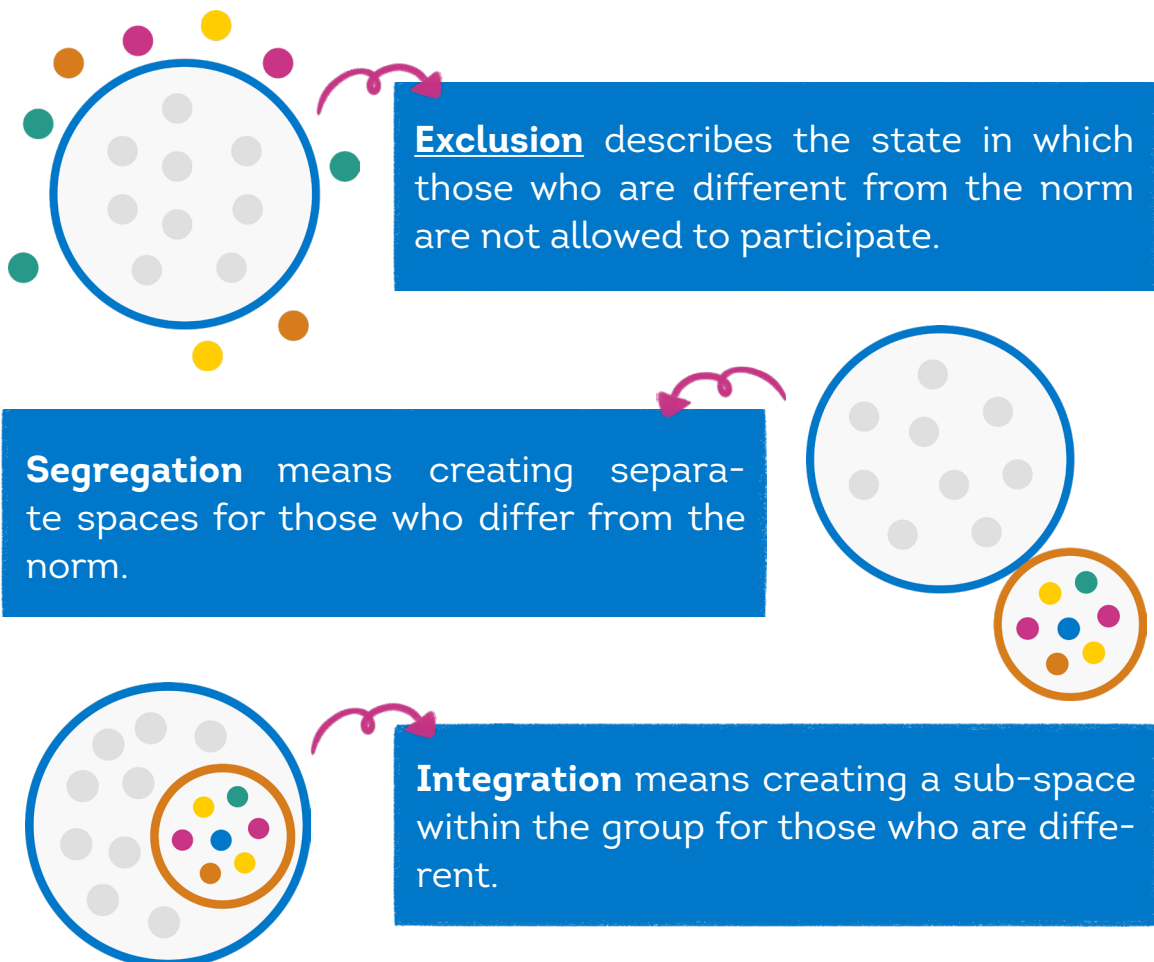 Exclusion describes the state in which
those who are different from the norm
are not allowed to participate.
Segregation means creating separa-
te spaces for those who differ from the
norm.
Integration means creating a sub-space
within the group for those who are diffe-
rent.